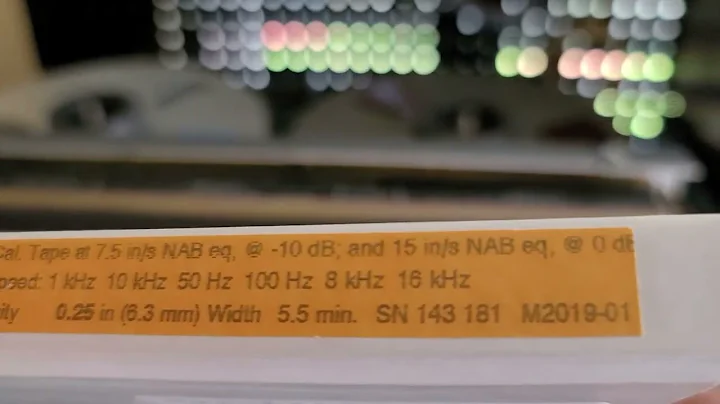 Cal. Tape at 7.5 in/s NAB eq, @ -10 dB; and 15 in/s NAB eq, @ 0 dB
peed: 1 kHz 10 kHz 50 Hz 100 Hz 8 kHz 16 kHz
ity 0.25 in (6.3 mm) Width 5.5 min. SN 143 181 M2019-01